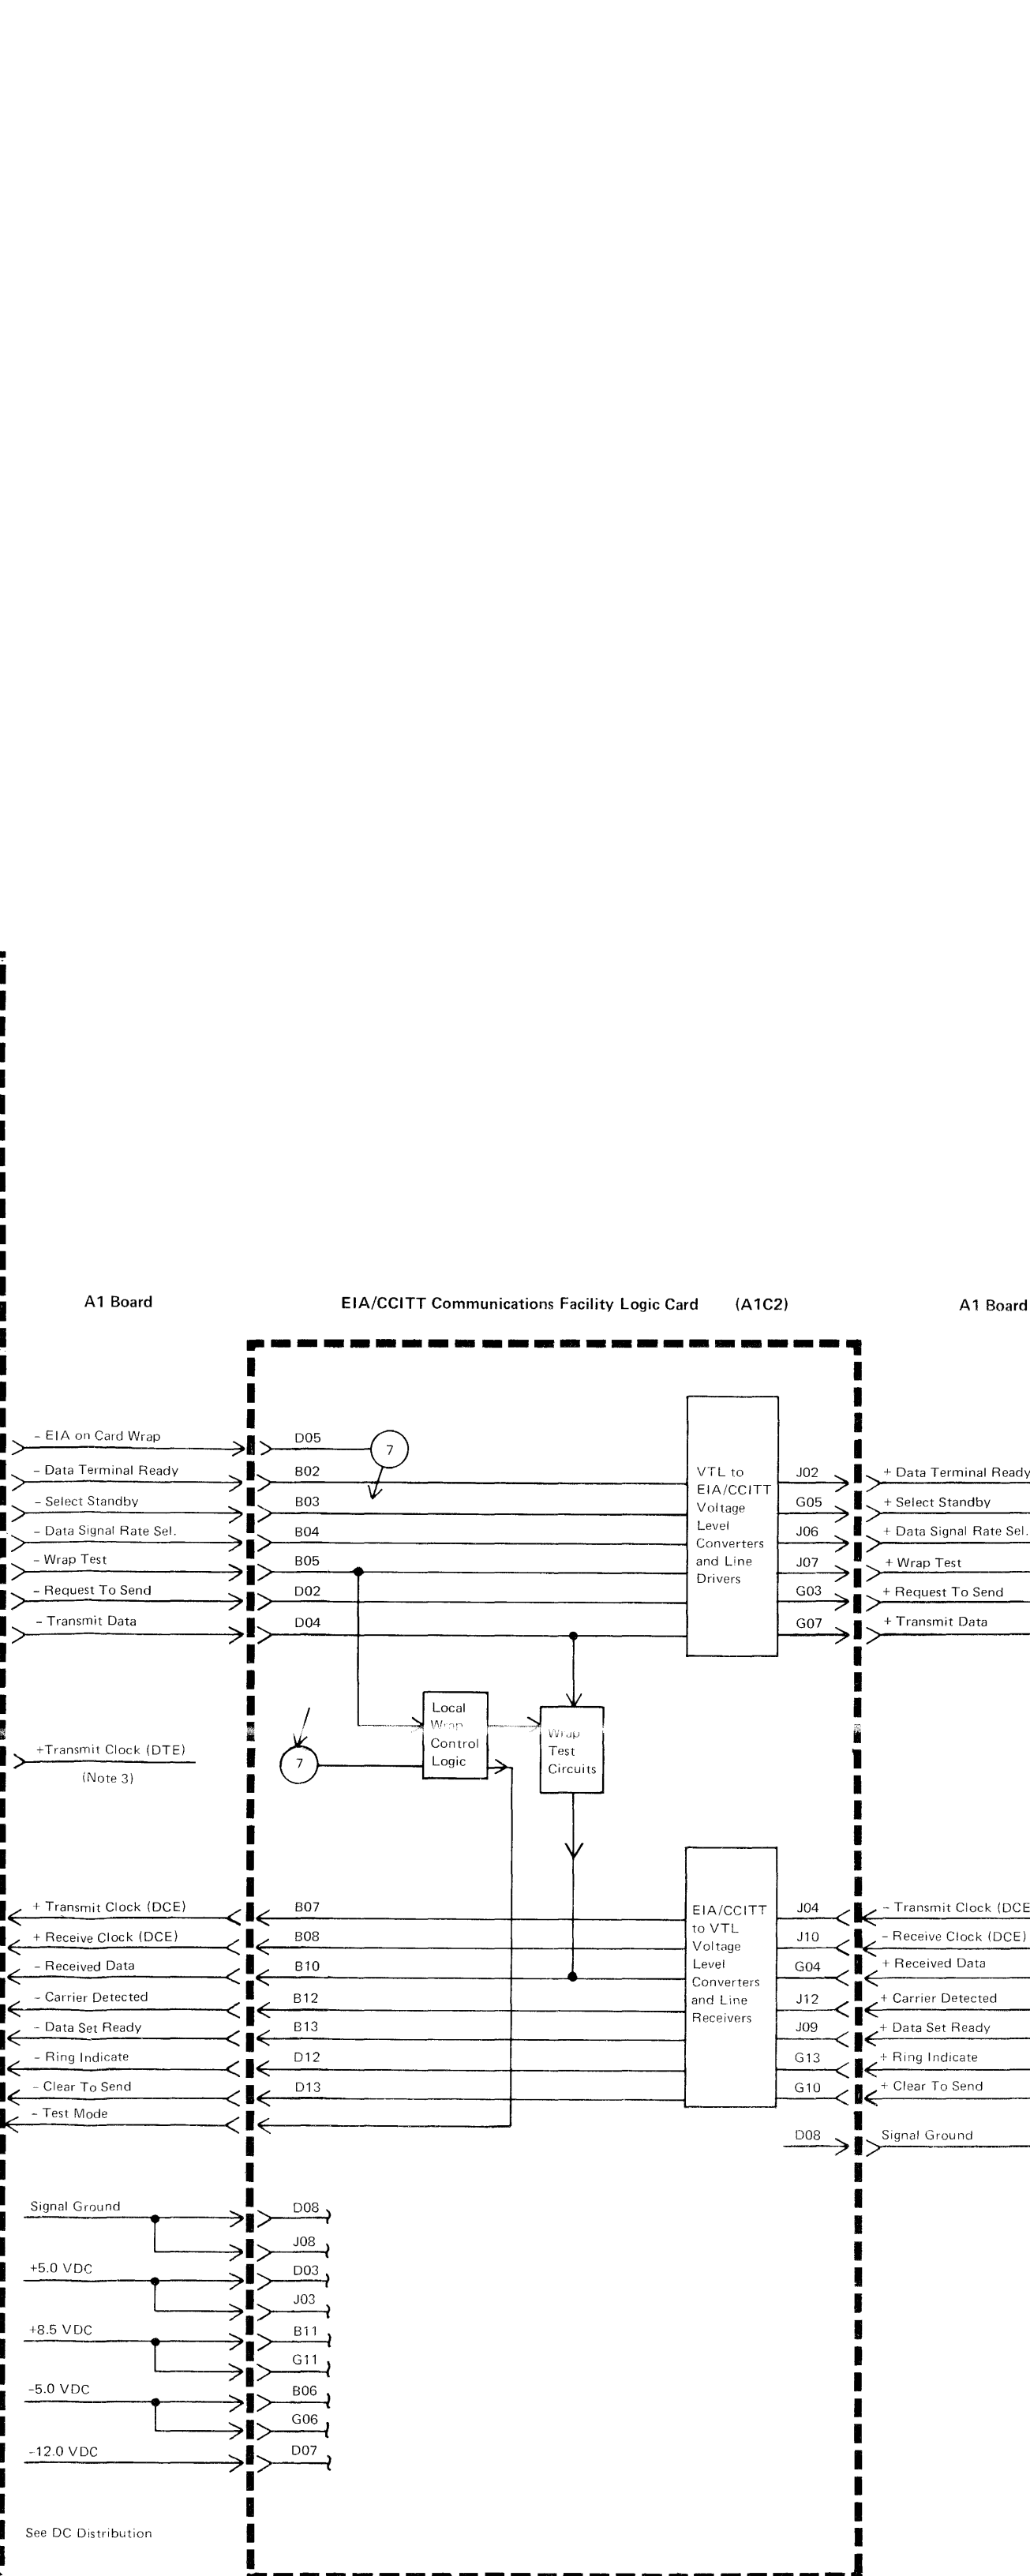 A1 Board
EIA/CCITT Communications Facility Logic Card (A1C2)
A1 Board
– EIA on Card Wrap
D05
7
– Data Terminal Ready
B02
– Select Standby
B03
– Data Signal Rate Sel.
B04
– Wrap Test
B05
– Request To Send
D02
– Transmit Data
D04
VTL to
EIA/CCITT
Voltage
Level
Converters
and Line
Drivers
J02
+ Data Terminal Ready
G05
+ Select Standby
J06
+ Data Signal Rate Sel.
J07
+ Wrap Test
G03
+ Request To Send
G07
+ Transmit Data
Local
Wrap
Control
Logic
Wrap
Test
Circuits
+Transmit Clock (DTE)
(Note 3)
7
+ Transmit Clock (DCE)
B07
+ Receive Clock (DCE)
B08
– Received Data
B10
– Carrier Detected
B12
– Data Set Ready
B13
– Ring Indicate
D12
– Clear To Send
D13
– Test Mode
EIA/CCITT
to VTL
Voltage
Level
Converters
and Line
Receivers
J04
– Transmit Clock (DCE
J10
– Receive Clock (DCE)
G04
+ Received Data
J12
+ Carrier Detected
J09
+ Data Set Ready
G13
+ Ring Indicate
G10
+ Clear To Send
D08
Signal Ground
Signal Ground
D08
J08
+5.0 VDC
D03
J03
+8.5 VDC
B11
G11
–5.0 VDC
B06
G06
–12.0 VDC
D07
See DC Distribution